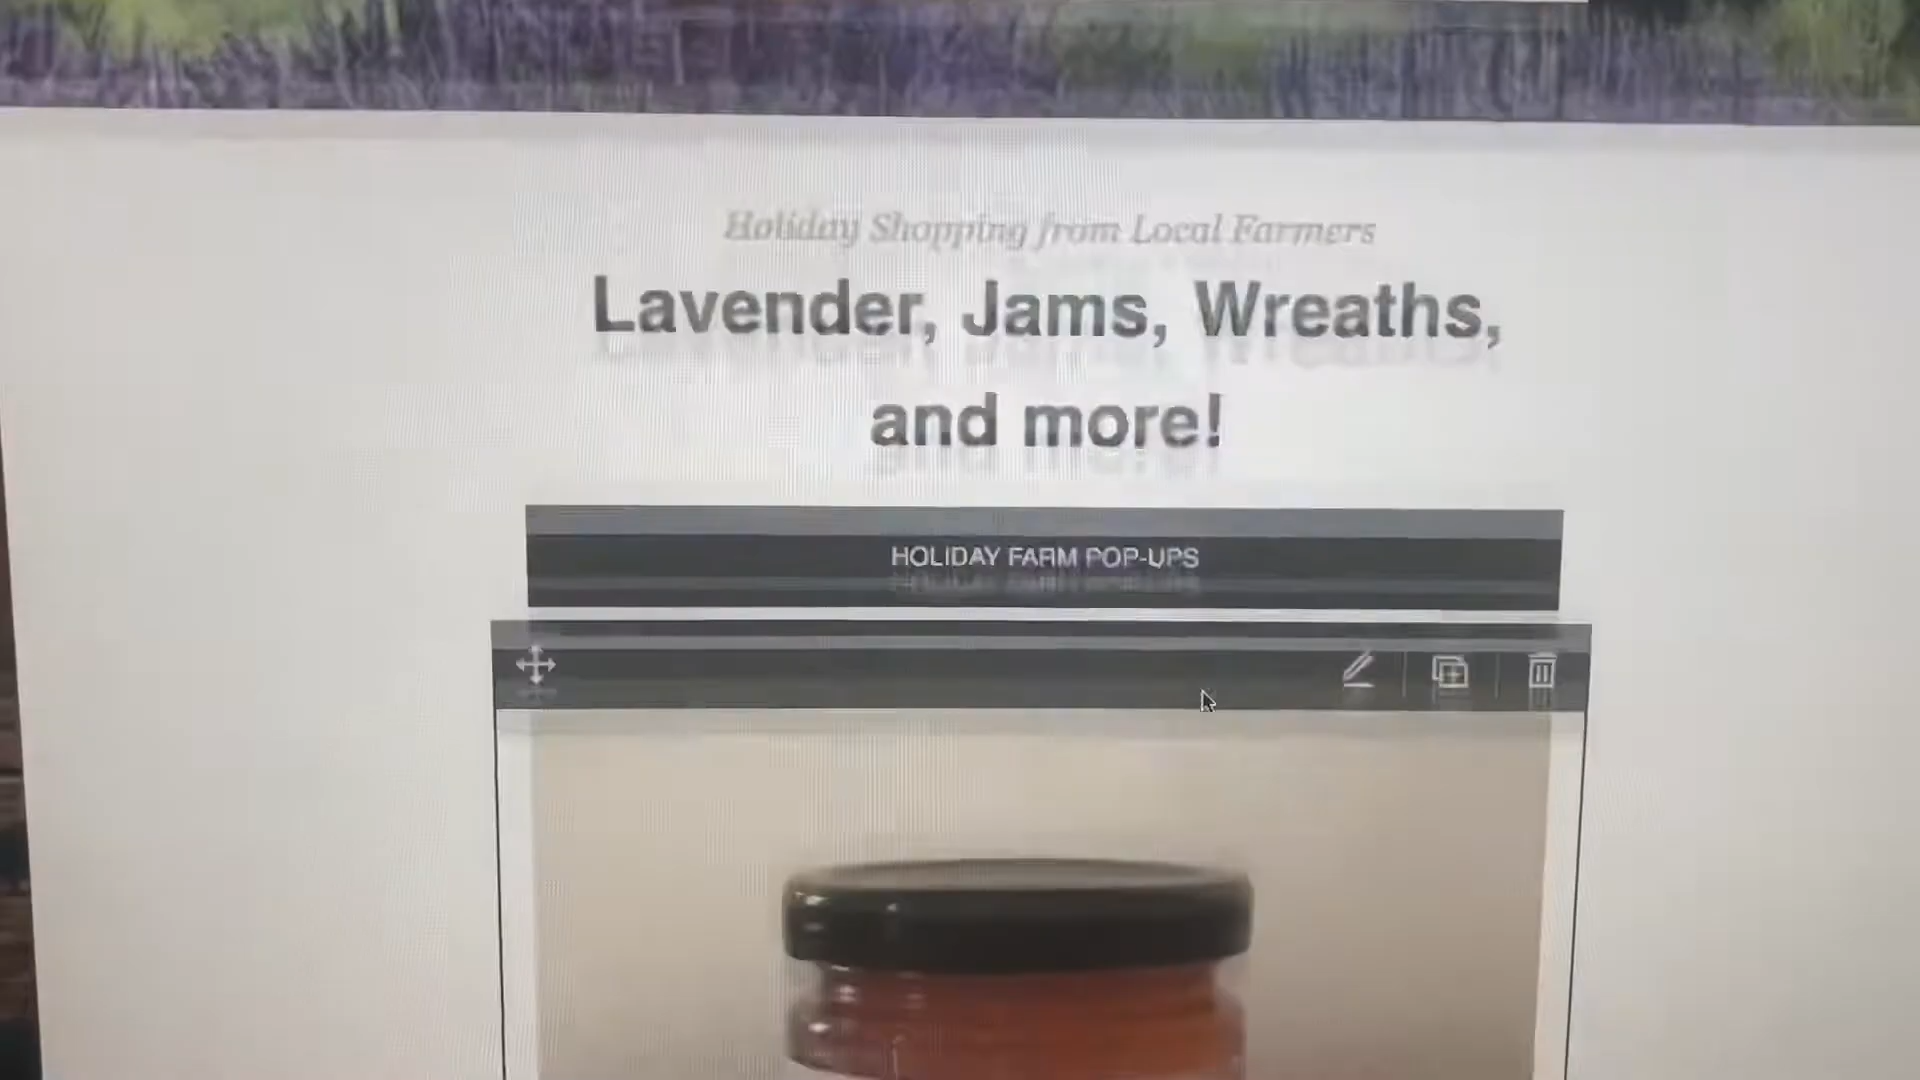 Holiday Shopping from Local Farmers
Lavender, Jams, Wreaths,
and more!
HOLIDAY FARM POP-UPS